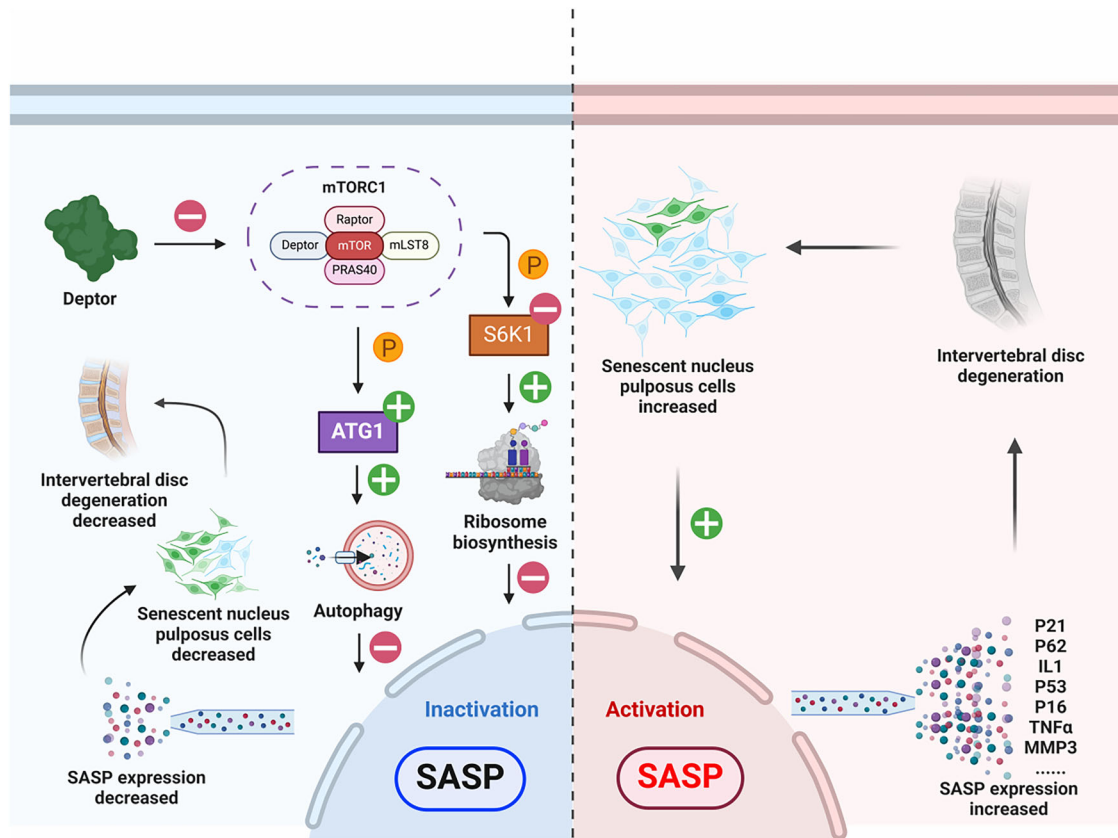 mTORC1
Raptor
Deptor
mTOR
mLST8
PRAS40
Deptor
P
S6K1
P
ATG1
Intervertebral disc
degeneration
decreased
Ribosome
biosynthesis
Autophagy
Senescent nucleus
pulposus cells
decreased
SASP expression
decreased
Inactivation
SASP
Senescent nucleus
pulposus cells
increased
Intervertebral disc
degeneration
Activation
SASP
P21
P62
IL1
P53
P16
TNFα
MMP3
......
SASP expression
increased